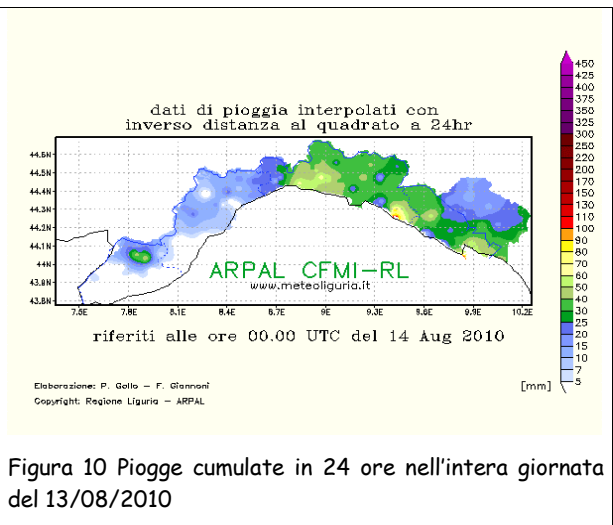 dati di pioggia interpolati con
inverso distanza al quadrato a 24hr
44.5N
44.4N
44.3N
44.2N
44.1N
44N
43.9N
43.8N
7.5E 7.8E 8.1E 8.4E 8.7E 9E 9.3E 9.6E 9.9E 10.2E
ARPAL CFMI-RL
www.meteoliguria.it
riferiti alle ore 00.00 UTC del 14 Aug 2010
450
425
400
375
350
325
300
250
220
200
170
150
130
110
100
90
80
70
60
50
40
30
25
20
15
10
7
5
[mm]
Elaborazione: P. Gollo – F. Giannoni
Copyright: Regione Liguria – ARPAL
Figura 10 Piogge cumulate in 24 ore nell'intera giornata
del 13/08/2010